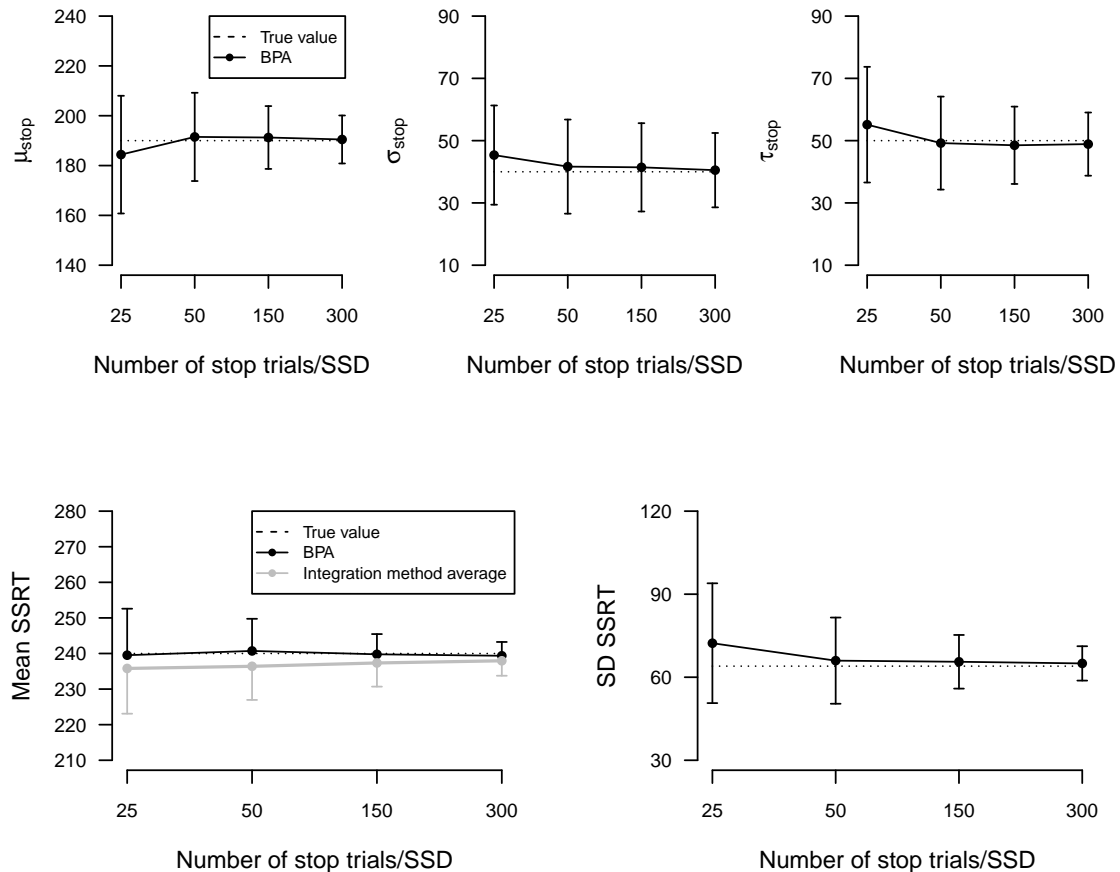 240
220
200
180
160
140
μstop
True value
BPA
25 50 150 300
Number of stop trials/SSD
90
70
50
30
10
σstop
25 50 150 300
Number of stop trials/SSD
90
70
50
30
10
τstop
25 50 150 300
Number of stop trials/SSD
280
270
260
250
240
230
220
210
Mean SSRT
True value
BPA
Integration method average
25 50 150 300
Number of stop trials/SSD
120
90
60
30
SD SSRT
25 50 150 300
Number of stop trials/SSD